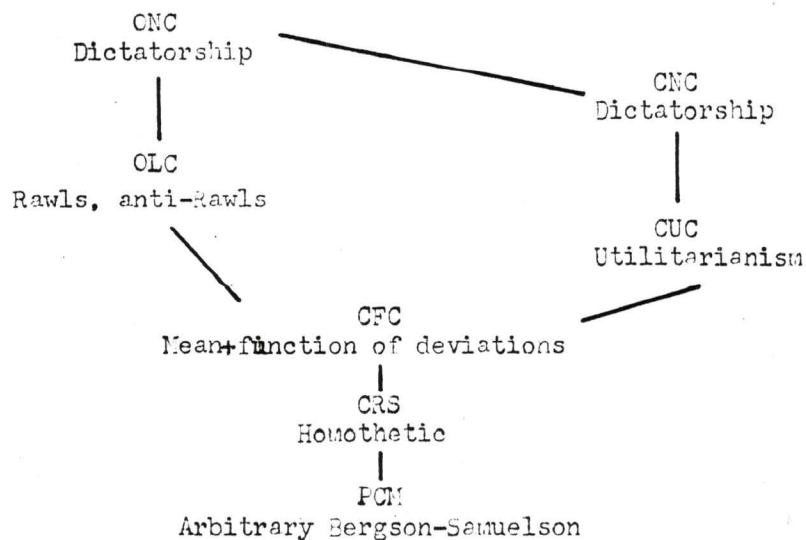 ONC
Dictatorship
CNC
Dictatorship
OLC
Rawls, anti-Rawls
CUC
Utilitarianism
CFC
Mean+function of deviations
CRS
Homothetic
PCM
Arbitrary Bergson-Samuelson